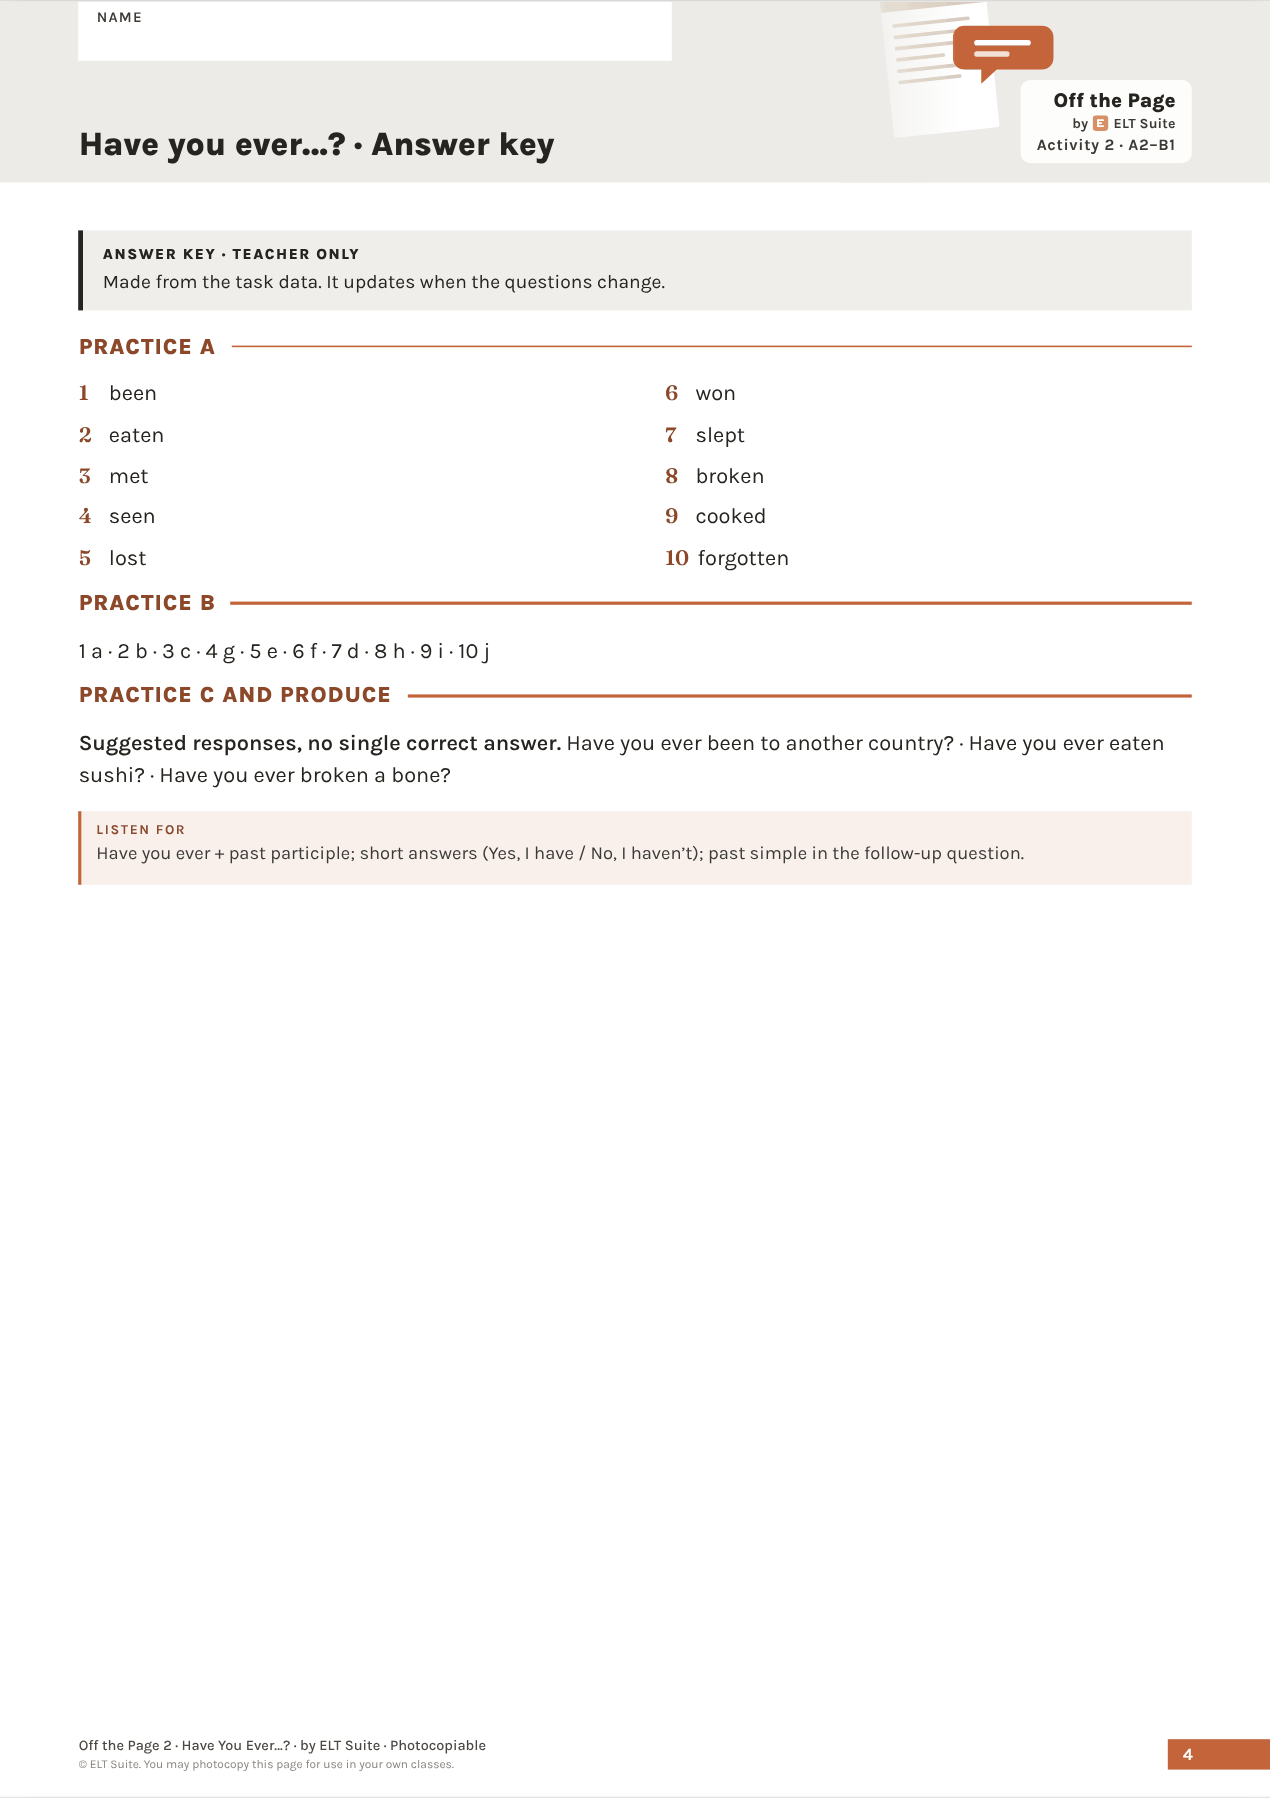 NAME
Off the Page
by E ELT Suite
Activity 2 · A2–B1
Have you ever...? · Answer key
ANSWER KEY · TEACHER ONLY
Made from the task data. It updates when the questions change.
PRACTICE A
1 been
2 eaten
3 met
4 seen
5 lost
6 won
7 slept
8 broken
9 cooked
10 forgotten
PRACTICE B
1 a · 2 b · 3 c · 4 g · 5 e · 6 f · 7 d · 8 h · 9 i · 10 j
PRACTICE C AND PRODUCE
Suggested responses, no single correct answer. Have you ever been to another country? · Have you ever eaten
sushi? · Have you ever broken a bone?
LISTEN FOR
Have you ever + past participle; short answers (Yes, I have / No, I haven’t); past simple in the follow-up question.
Off the Page 2 · Have You Ever...? · by ELT Suite · Photocopiable
© ELT Suite. You may photocopy this page for use in your own classes.
4